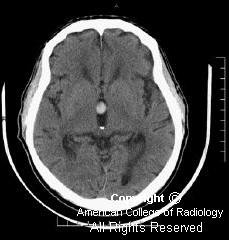 Copyright ©
American College of Radiology
All Rights Reserved